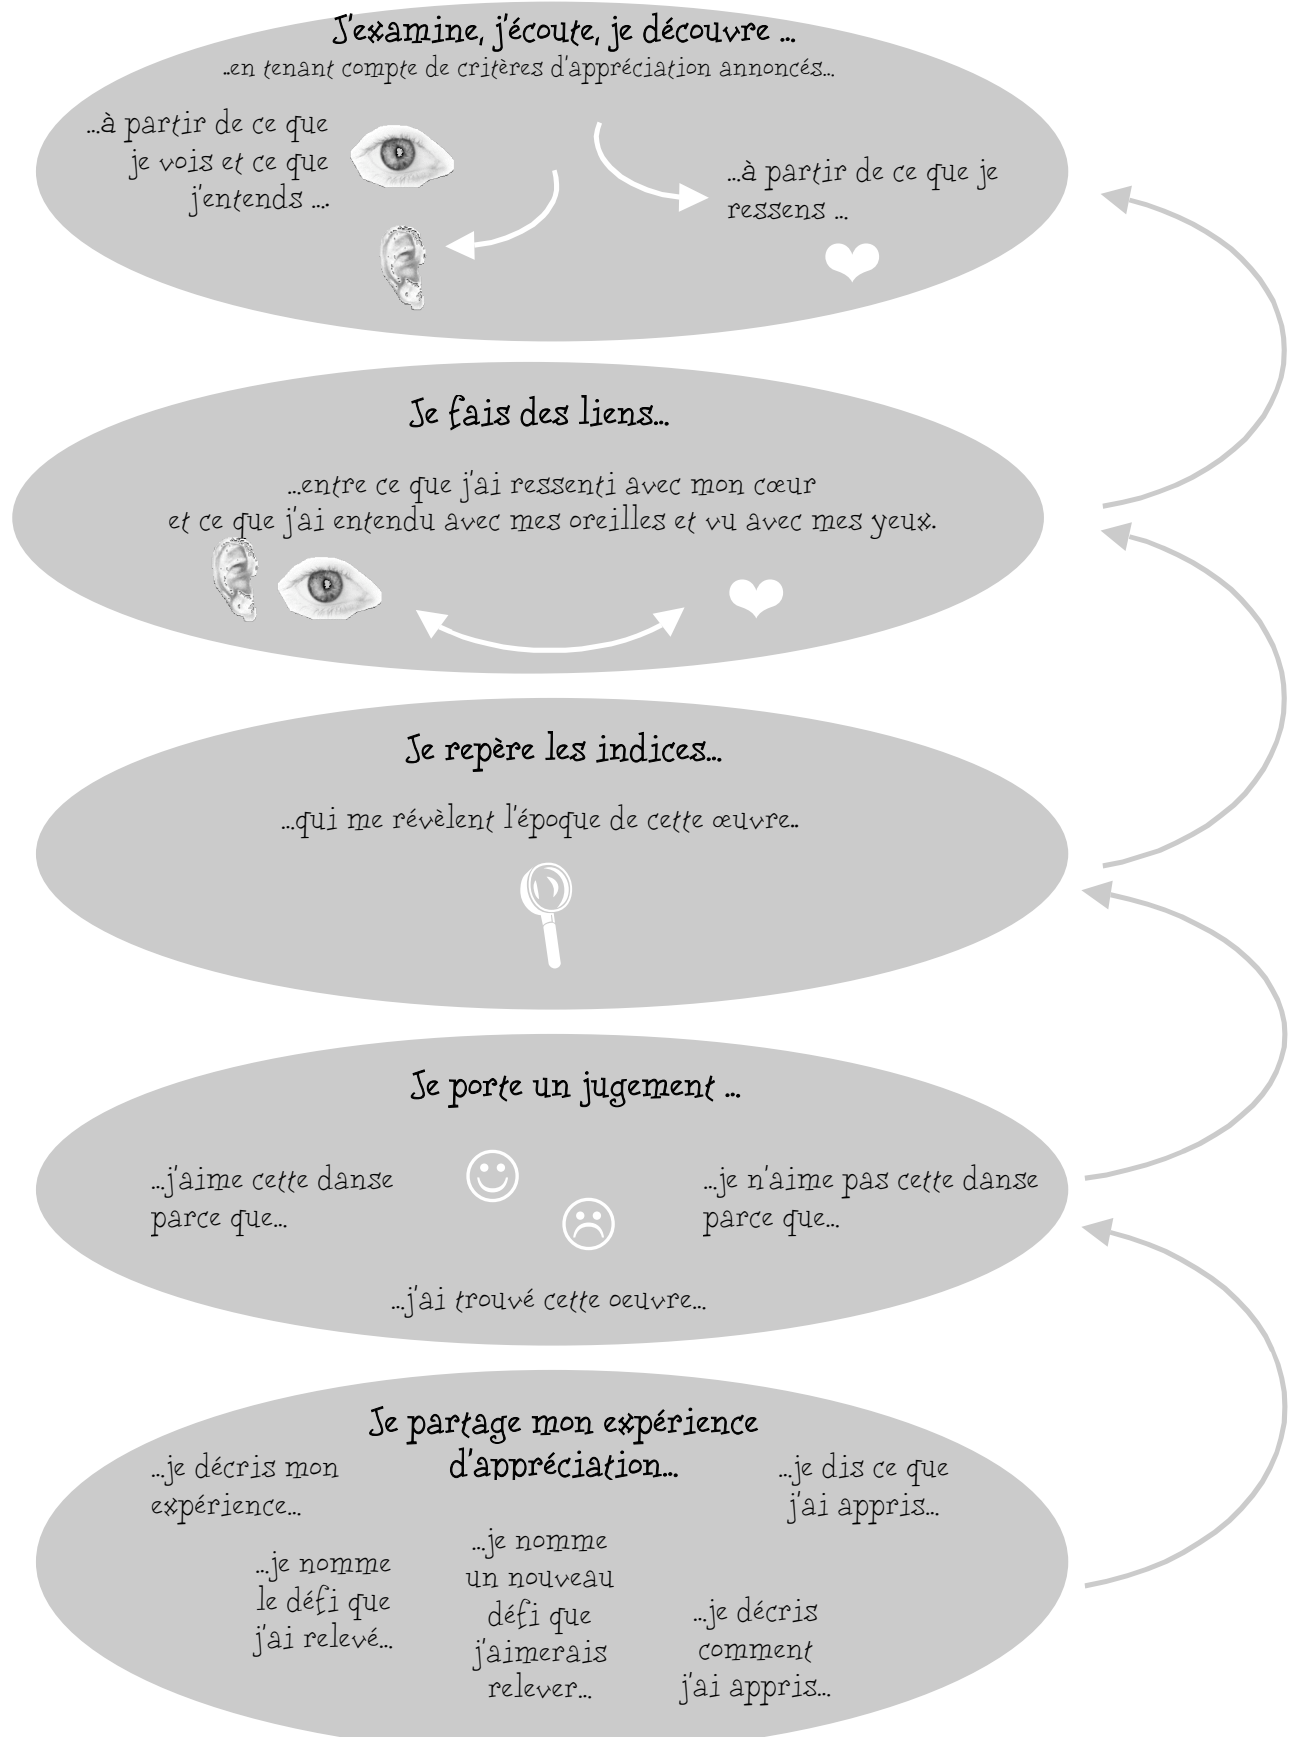 J'examine, j'écoute, je découvre ...
..en tenant compte de critères d'appréciation annoncés...
...à partir de ce que
je vois et ce que
j'entends ....
...à partir de ce que je
ressens ...
Je fais des liens...
...entre ce que j'ai ressenti avec mon cœur
et ce que j'ai entendu avec mes oreilles et vu avec mes yeux.
Je repère les indices...
...qui me révèlent l'époque de cette œuvre..
Je porte un jugement ...
...j'aime cette danse
parce que...
...je n'aime pas cette danse
parce que...
...j'ai trouvé cette oeuvre...
Je partage mon expérience
d'appréciation...
...je décris mon
expérience...
...je dis ce que
j'ai appris...
...je nomme
le défi que
j'ai relevé...
...je nomme
un nouveau
défi que
j'aimerais
relever...
...je décris
comment
j'ai appris...